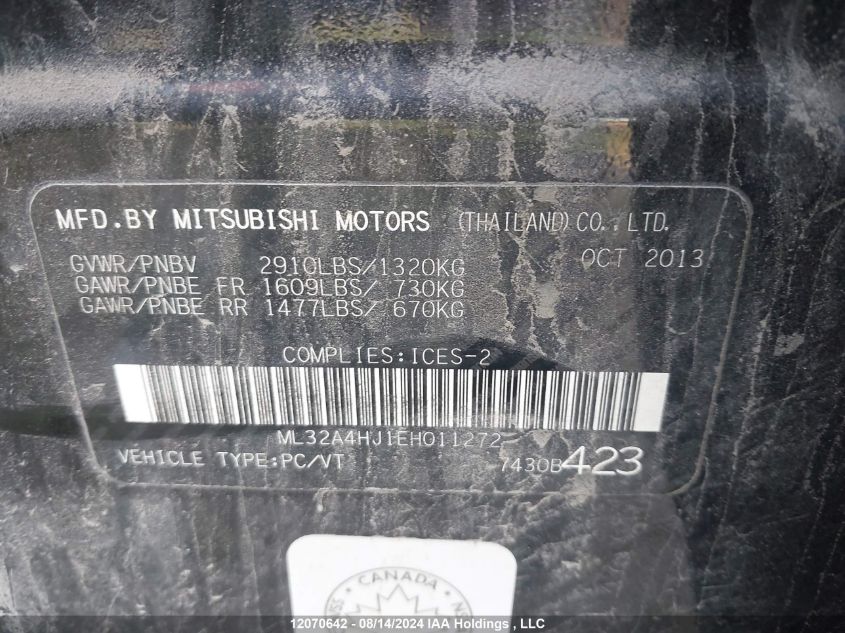 MFD.BY MITSUBISHI MOTORS (THAILAND) CO., LTD.
GVWR/PNBV 2910LBS/1320KG OCT 2013
GAWR/PNBE FR 1609LBS/ 730KG
GAWR/PNBE RR 1477LBS/ 670KG
COMPLIES:ICES-2
ML32A4HJ1EH011272
VEHICLE TYPE:PC/VT 7430B423
CANADA
12070642 - 08/14/2024 IAA Holdings , LLC